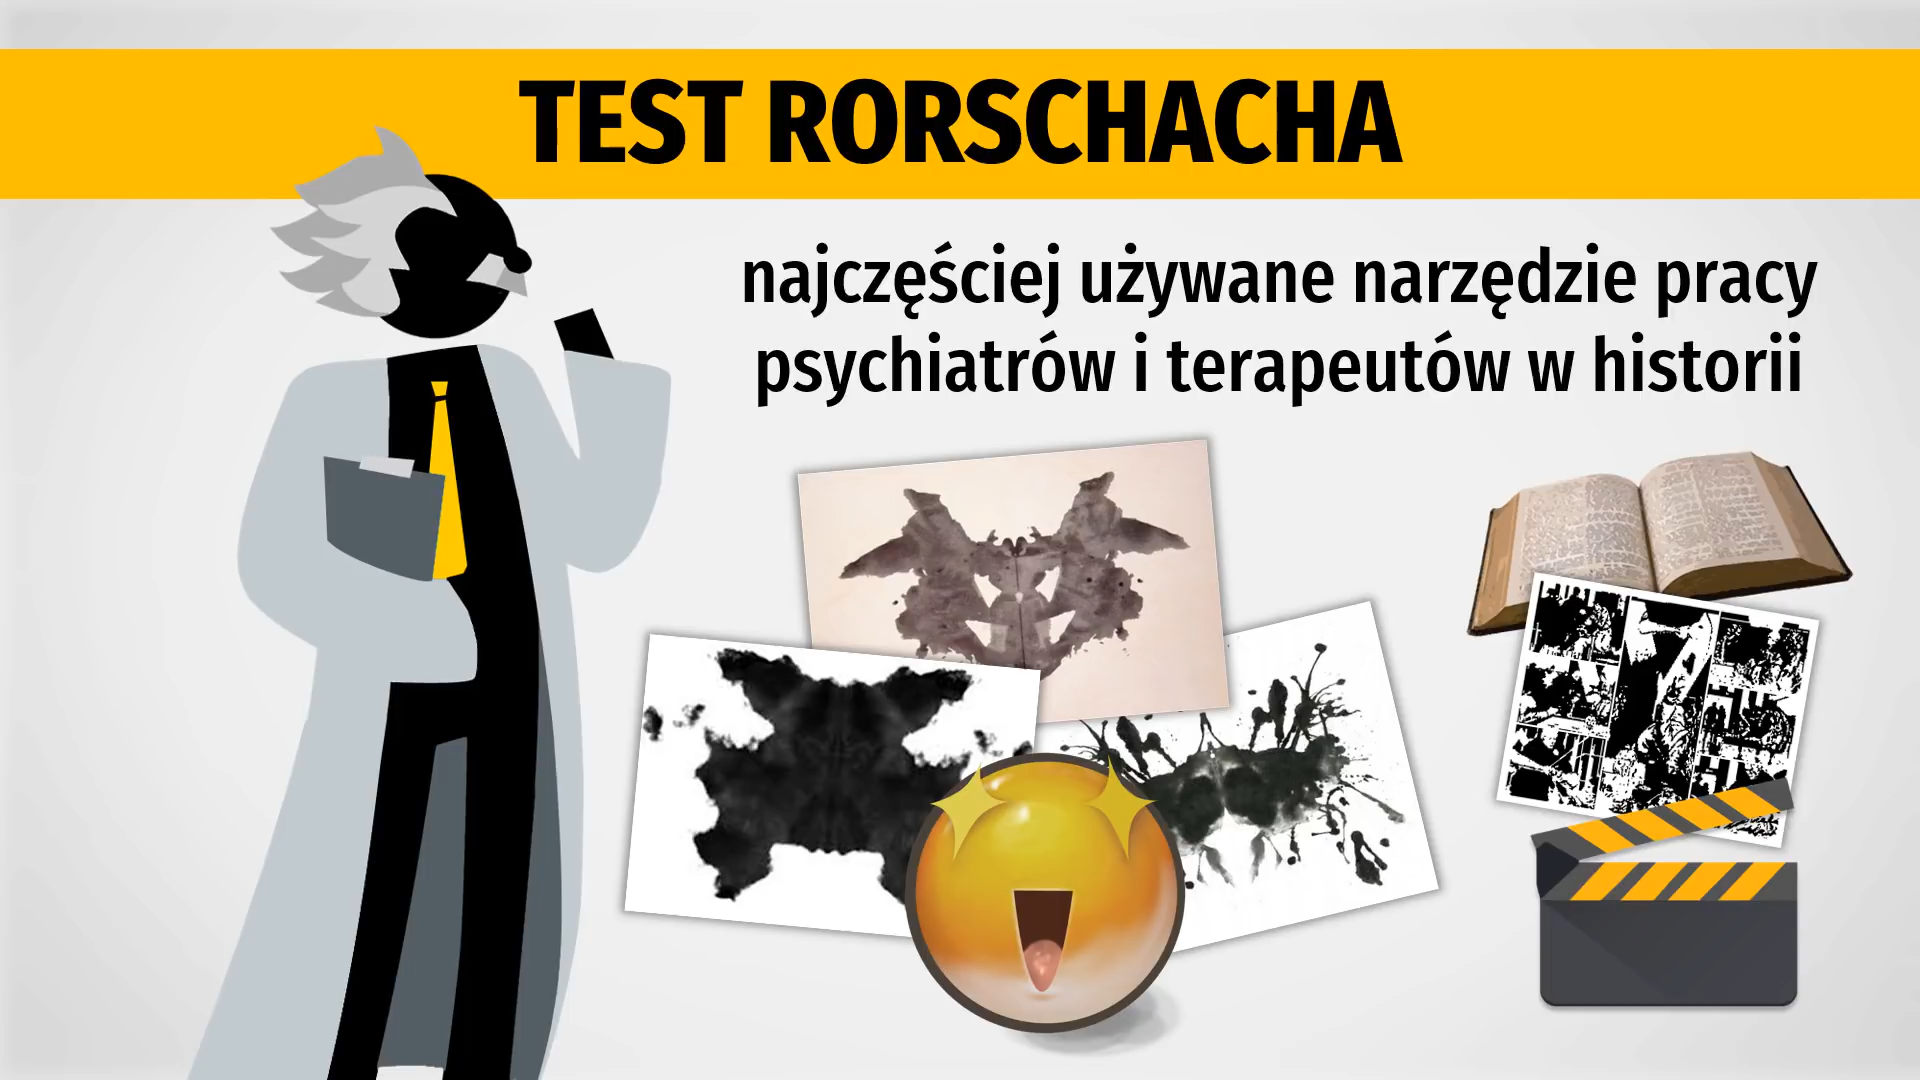 TEST RORSCHACHA
najczęściej używane narzędzie pracy
psychiatrów i terapeutów w historii